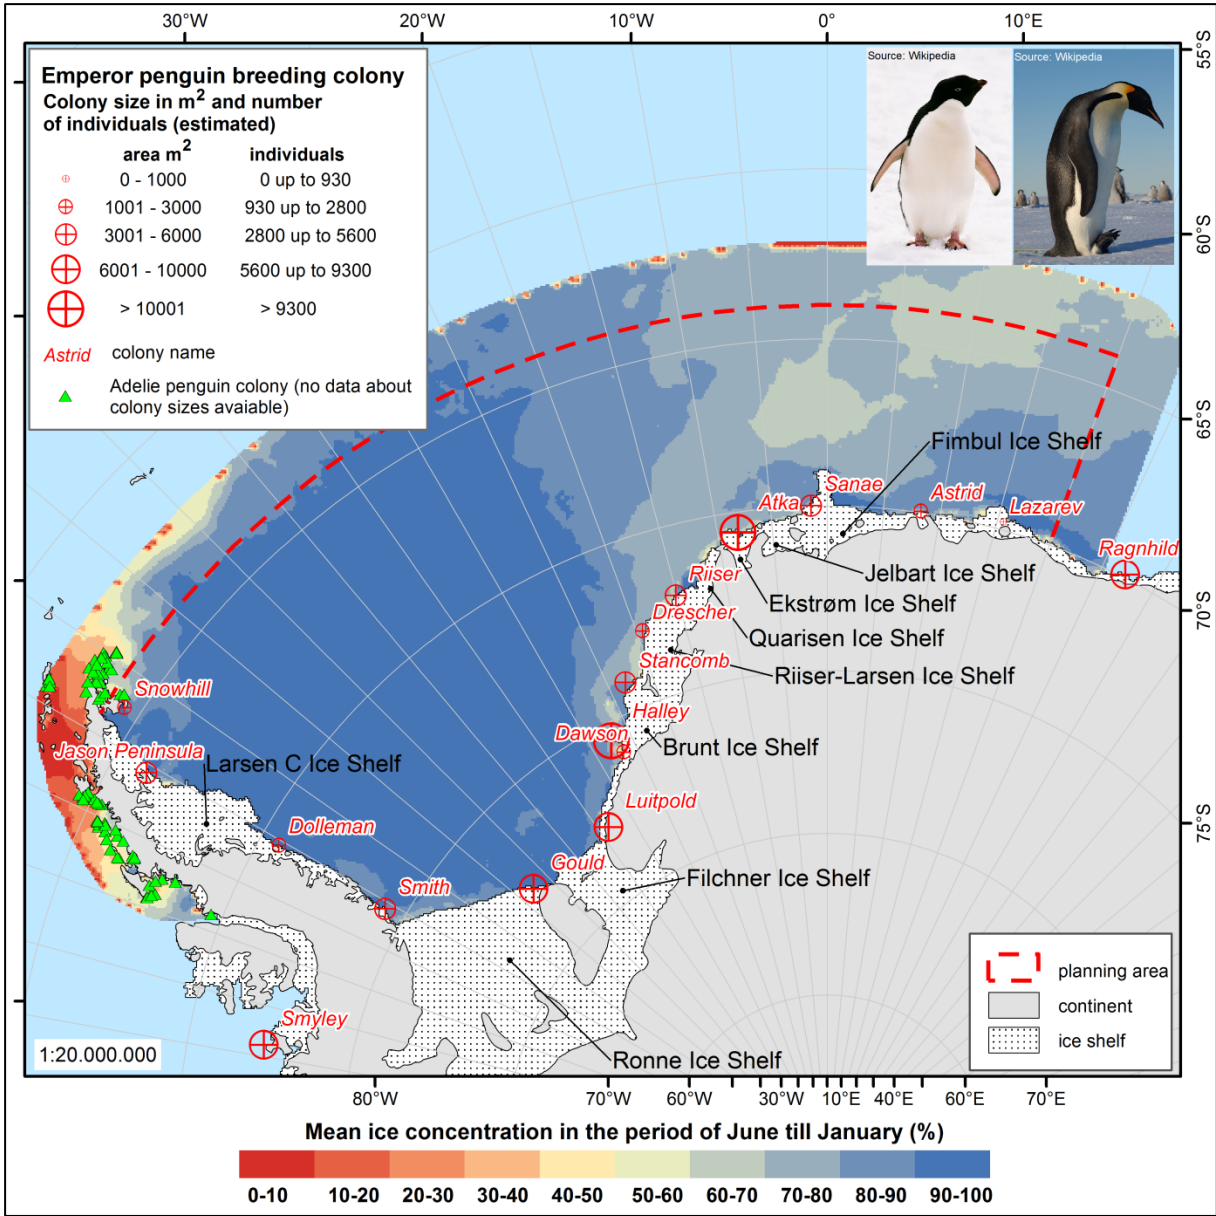 30°W
20°W
10°W
0°
10°E
55°S
60°S
65°S
70°S
75°S
Emperor penguin breeding colony
Colony size in m² and number
of individuals (estimated)
area m² individuals
0 - 1000 0 up to 930
1001 - 3000 930 up to 2800
3001 - 6000 2800 up to 5600
6001 - 10000 5600 up to 9300
> 10001 > 9300
Astrid colony name
Adelie penguin colony (no data about
colony sizes avaiable)
Source: Wikipedia
Source: Wikipedia
Fimbul Ice Shelf
Sanae
Atka
Astrid
Lazarev
Ragnhild
Jelbart Ice Shelf
Riiser
Ekstrøm Ice Shelf
Drescher
Quarisen Ice Shelf
Stancomb
Riiser-Larsen Ice Shelf
Snowhill
Halley
Dawson
Brunt Ice Shelf
Jason Peninsula
Larsen C Ice Shelf
Luitpold
Dolleman
Gould
Filchner Ice Shelf
Smith
Smyley
Ronne Ice Shelf
planning area
continent
ice shelf
1:20.000.000
80°W
70°W
60°W
30°W
10°E
40°E
60°E
70°E
Mean ice concentration in the period of June till January (%)
0-10 10-20 20-30 30-40 40-50 50-60 60-70 70-80 80-90 90-100